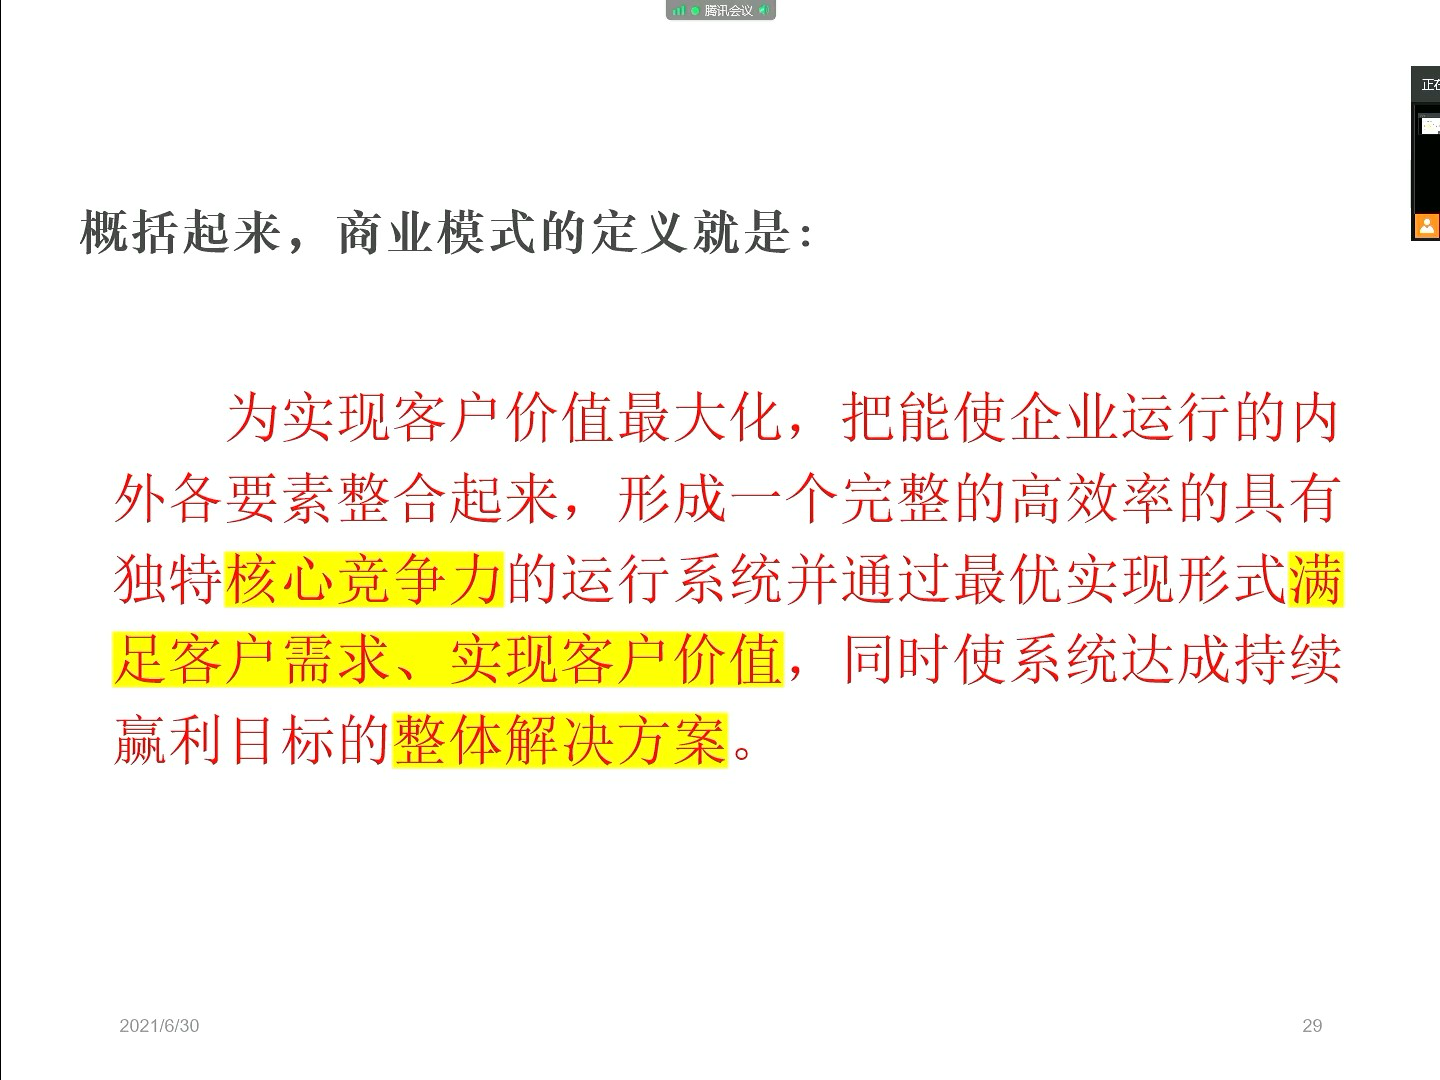 腾讯会议
正在
概括起来，商业模式的定义就是：
为实现客户价值最大化，把能使企业运行的内
外各要素整合起来，形成一个完整的高效率的具有
独特核心竞争力的运行系统并通过最优实现形式满
足客户需求、实现客户价值，同时使系统达成持续
赢利目标的整体解决方案。
2021/6/30
29